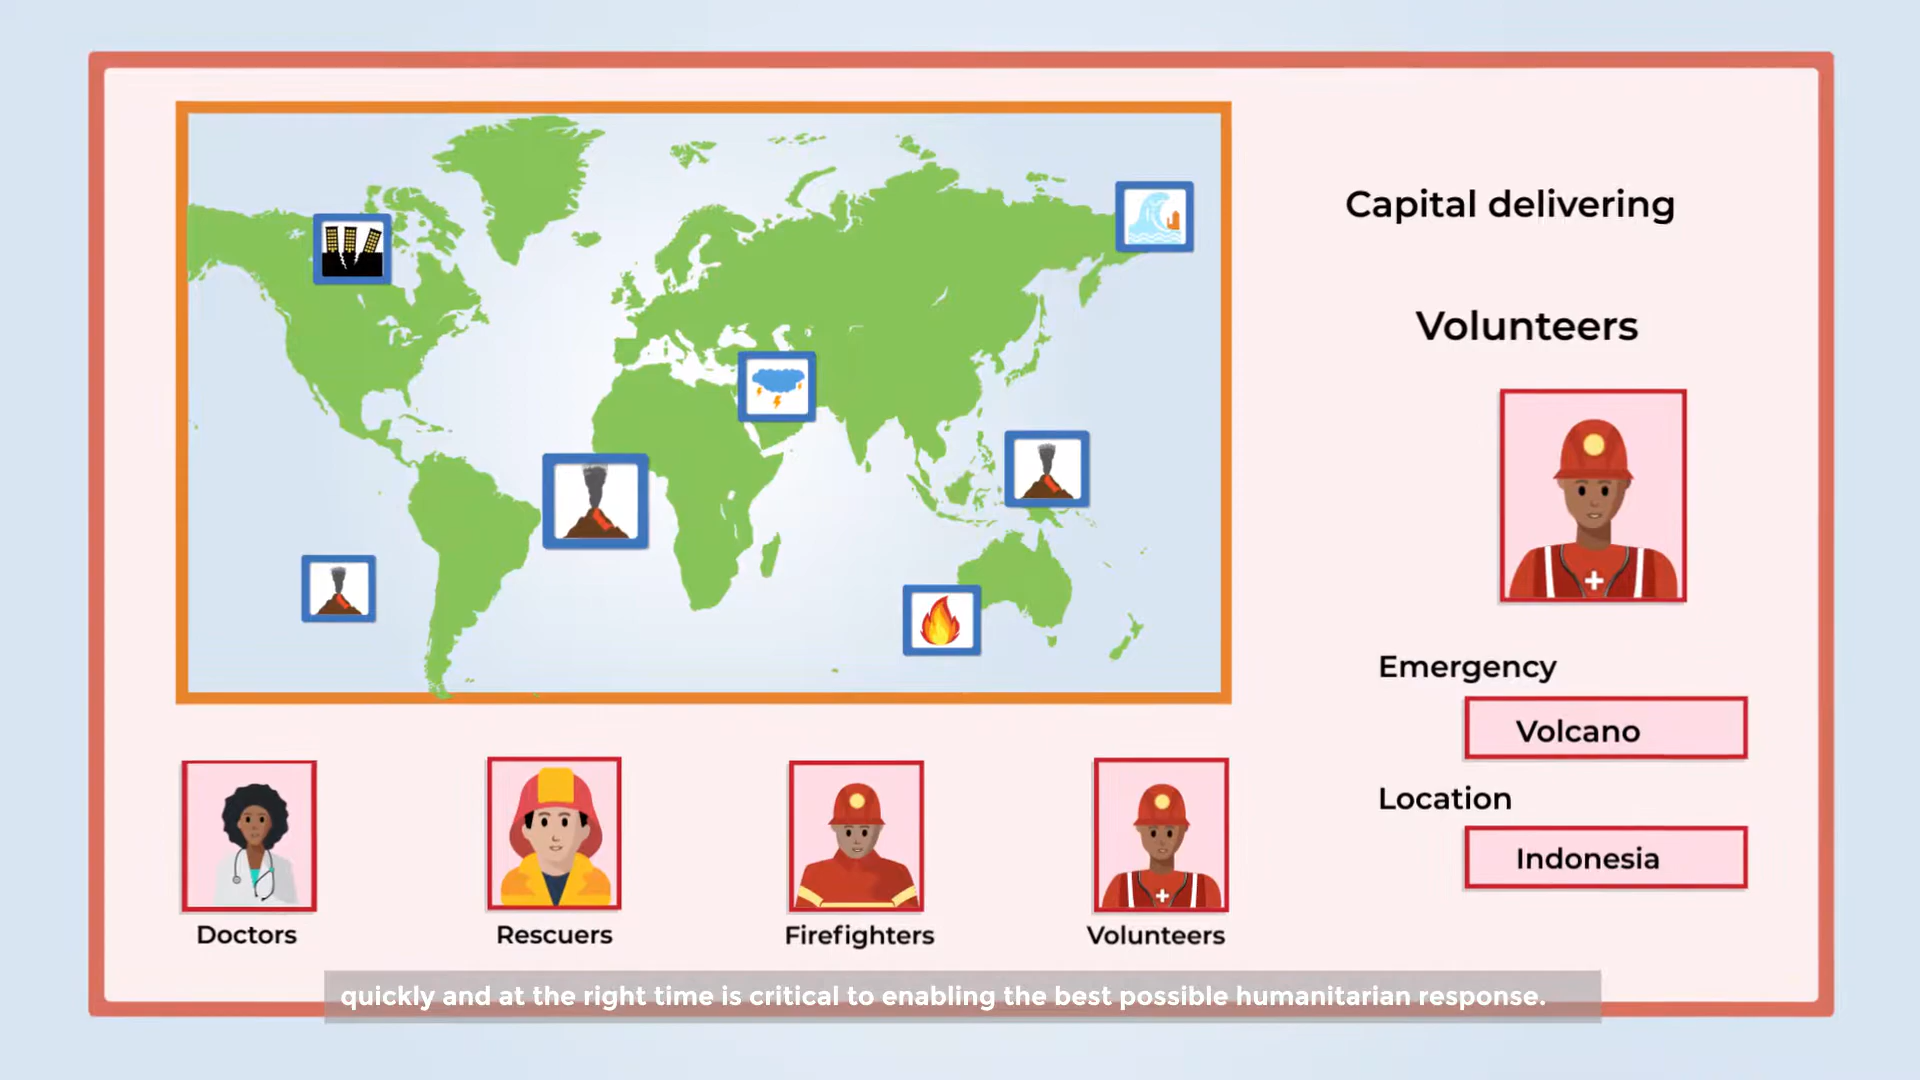 Capital delivering
Volunteers
Emergency
Volcano
Location
Indonesia
Doctors
Rescuers
Firefighters
Volunteers
quickly and at the right time is critical to enabling the best possible humanitarian response.